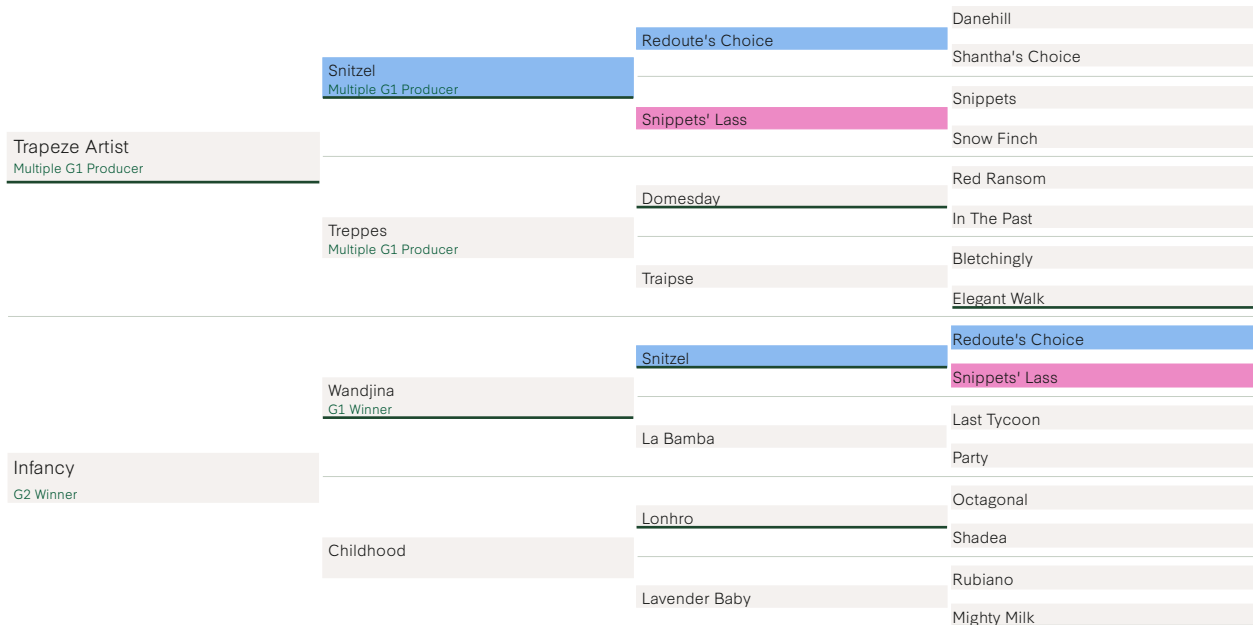 Trapeze Artist
Multiple G1 Producer
Infancy
G2 Winner
Snitzel
Multiple G1 Producer
Treppes
Multiple G1 Producer
Wandjina
G1 Winner
Childhood
Redoute's Choice
Snippets' Lass
Domesday
Traipse
Snitzel
La Bamba
Lonhro
Lavender Baby
Danehill
Shantha's Choice
Snippets
Snow Finch
Red Ransom
In The Past
Bletchingly
Elegant Walk
Redoute's Choice
Snippets' Lass
Last Tycoon
Party
Octagonal
Shadea
Rubiano
Mighty Milk